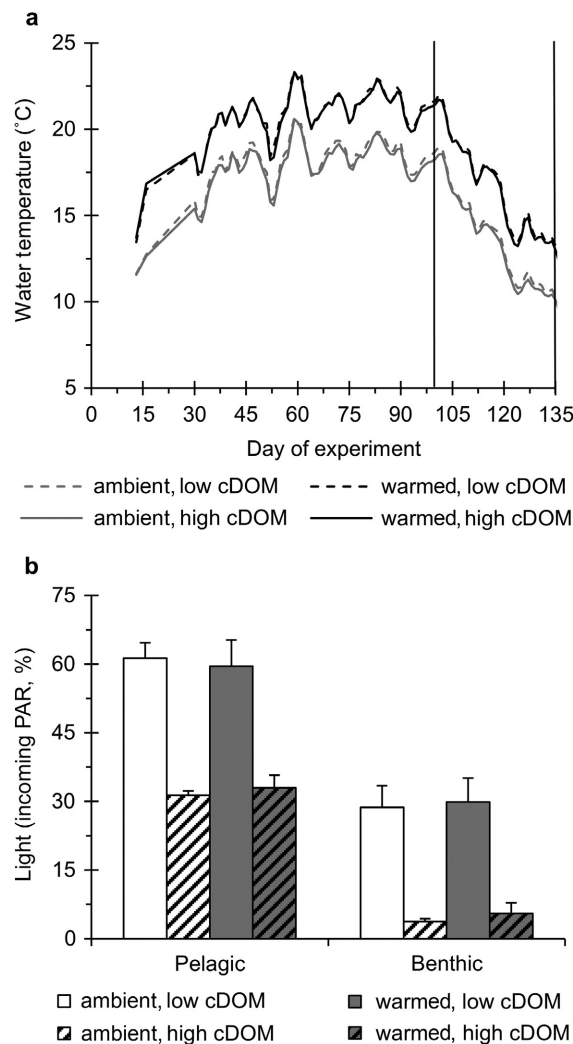 a
Water temperature (˚C)
25
20
15
10
5
0 15 30 45 60 75 90 105 120 135
Day of experiment
ambient, low cDOM warmed, low cDOM
ambient, high cDOM warmed, high cDOM
b
Light (incoming PAR, %)
75
60
45
30
15
0
Pelagic Benthic
ambient, low cDOM warmed, low cDOM
ambient, high cDOM warmed, high cDOM